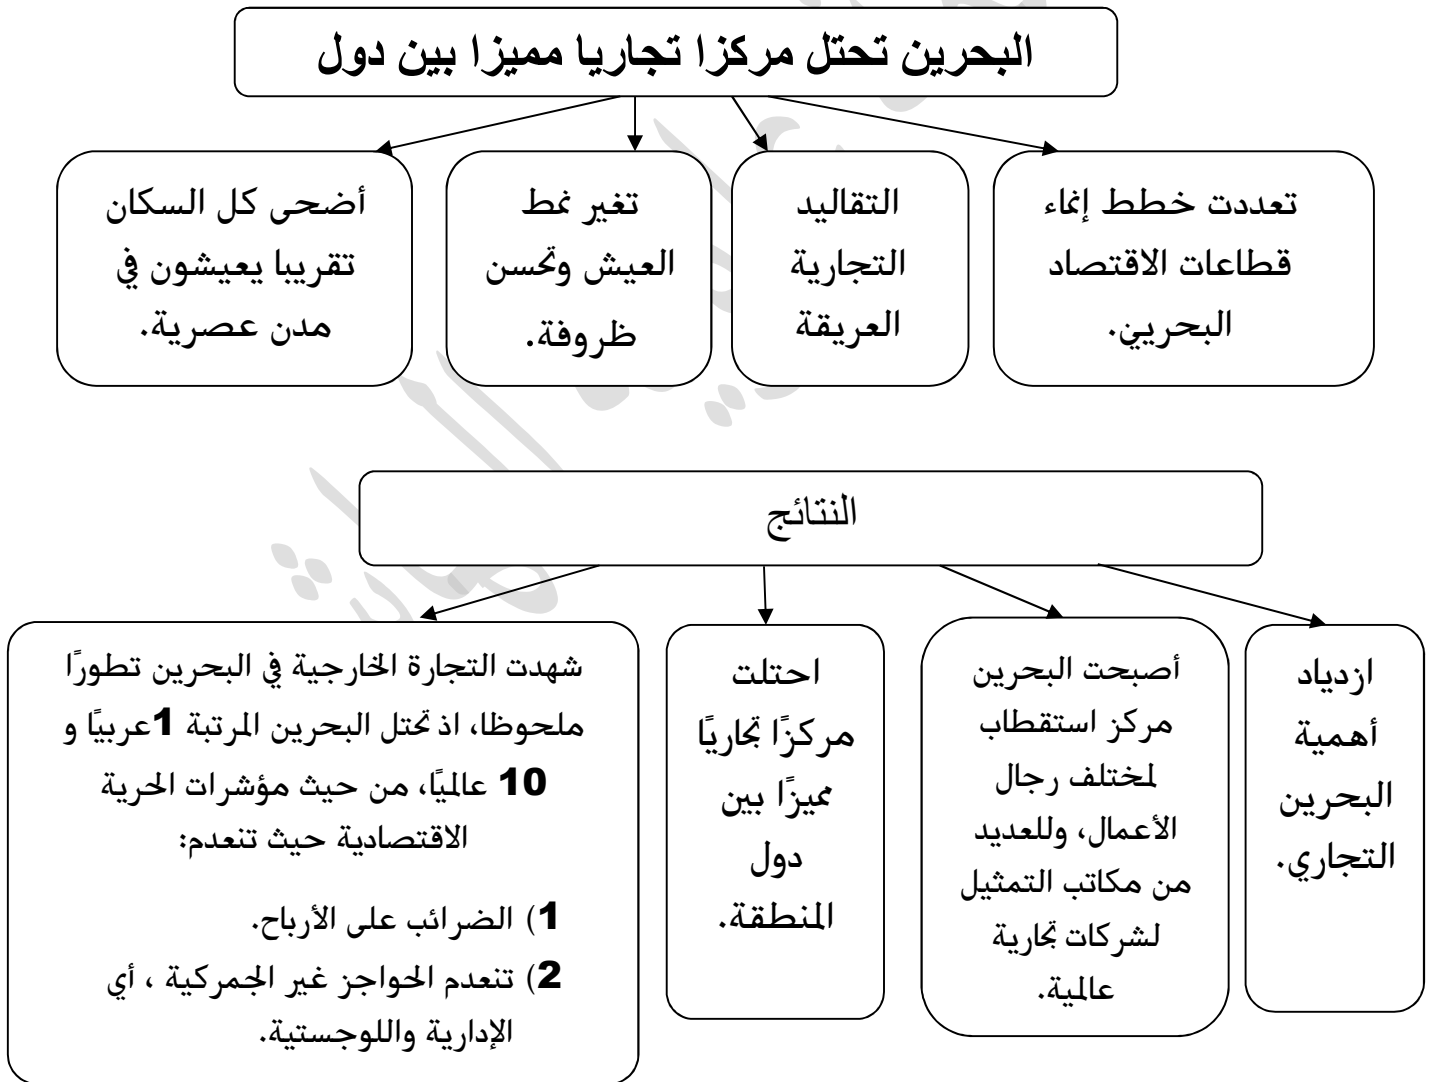 البحرين تحتل مركزا تجاريا مميزا بين دول
تعددت خطط إنماء
قطاعات الاقتصاد
البحريني.
التقاليد
التجارية
العريقة
تغير نمط
العيش وتحسن
ظروفة.
أضحى كل السكان
تقريبا يعيشون في
مدن عصرية.
النتائج
ازدياد
أهمية
البحرين
التجاري.
أصبحت البحرين
مركز استقطاب
لمختلف رجال
الأعمال، وللعديد
من مكاتب التمثيل
لشركات تجارية
عالمية.
احتلت
مركزًا تجاريًا
مميزًا بين
دول
المنطقة.
شهدت التجارة الخارجية في البحرين تطورًا
ملحوظا، اذ تحتل البحرين المرتبة 1عربيًا و
10 عالميًا، من حيث مؤشرات الحرية
الاقتصادية حيث تنعدم:
1) الضرائب على الأرباح.
2) تنعدم الحواجز غير الجمركية ، أي
الإدارية واللوجستية.